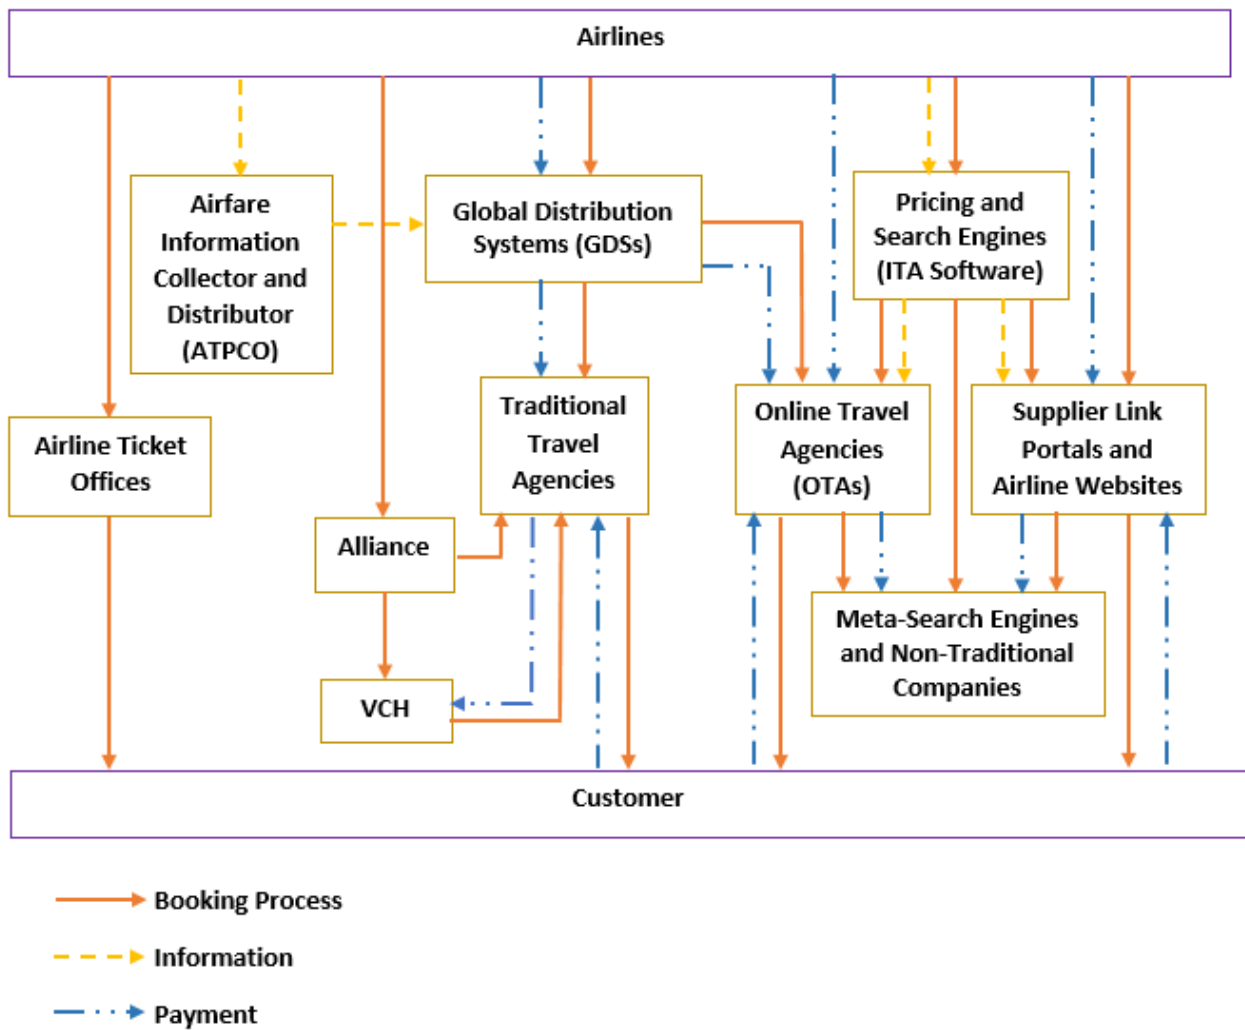 Airlines
Airfare
Information
Collector and
Distributor
(ATPCO)
Global Distribution
Systems (GDSs)
Pricing and
Search Engines
(ITA Software)
Airline Ticket
Offices
Traditional
Travel
Agencies
Online Travel
Agencies
(OTAs)
Supplier Link
Portals and
Airline Websites
Alliance
Meta-Search Engines
and Non-Traditional
Companies
VCH
Customer
Booking Process
Information
Payment